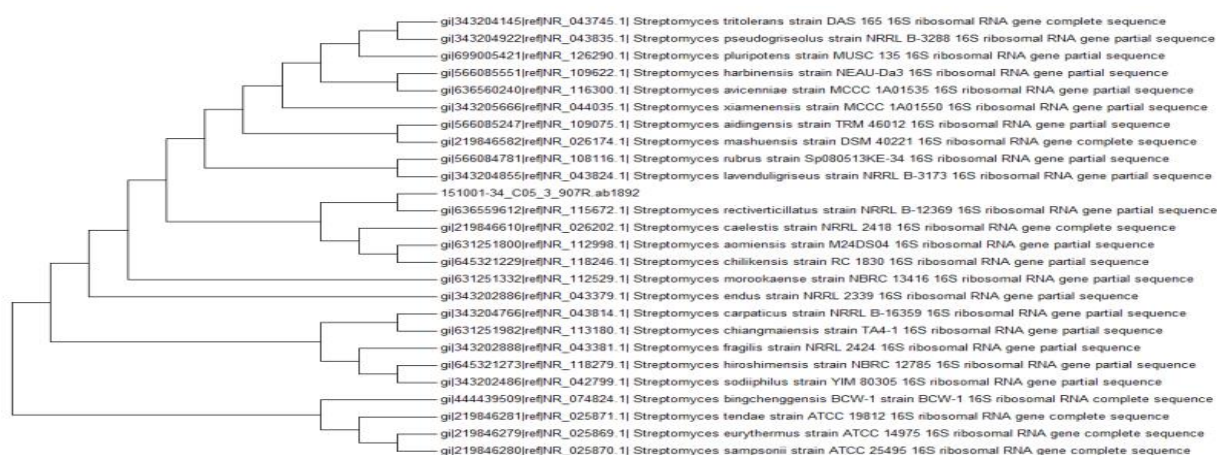 gi|343204145|ref|NR_043745.1| Streptomyces tritolerans strain DAS 165 16S ribosomal RNA gene complete sequence
gi|343204922|ref|NR_043835.1| Streptomyces pseudogriseolus strain NRRL B-3288 16S ribosomal RNA gene partial sequence
gi|699005421|ref|NR_126290.1| Streptomyces pluripotens strain MUSC 135 16S ribosomal RNA gene partial sequence
gi|566085551|ref|NR_109622.1| Streptomyces harbinensis strain NEAU-Da3 16S ribosomal RNA gene partial sequence
gi|636560240|ref|NR_116300.1| Streptomyces avicenniae strain MCCC 1A01535 16S ribosomal RNA gene partial sequence
gi|343205666|ref|NR_044035.1| Streptomyces xiamenensis strain MCCC 1A01550 16S ribosomal RNA gene partial sequence
gi|566085247|ref|NR_109075.1| Streptomyces aidingensis strain TRM 46012 16S ribosomal RNA gene partial sequence
gi|219846582|ref|NR_026174.1| Streptomyces mashuensis strain DSM 40221 16S ribosomal RNA gene complete sequence
gi|566084781|ref|NR_108116.1| Streptomyces rubrus strain Sp080513KE-34 16S ribosomal RNA gene partial sequence
gi|343204855|ref|NR_043824.1| Streptomyces lavenduligriseus strain NRRL B-3173 16S ribosomal RNA gene partial sequence
151001-34_C05_3_907R.ab1892
gi|636559612|ref|NR_115672.1| Streptomyces rectiverticillatus strain NRRL B-12369 16S ribosomal RNA gene partial sequence
gi|219846610|ref|NR_026202.1| Streptomyces caelestis strain NRRL 2418 16S ribosomal RNA gene complete sequence
gi|631251800|ref|NR_112998.1| Streptomyces aomiensis strain M24DS04 16S ribosomal RNA gene partial sequence
gi|645321229|ref|NR_118246.1| Streptomyces chilikensis strain RC 1830 16S ribosomal RNA gene partial sequence
gi|631251332|ref|NR_112529.1| Streptomyces morookaense strain NBRC 13416 16S ribosomal RNA gene partial sequence
gi|343202886|ref|NR_043379.1| Streptomyces endus strain NRRL 2339 16S ribosomal RNA gene partial sequence
gi|343204766|ref|NR_043814.1| Streptomyces carpaticus strain NRRL B-16359 16S ribosomal RNA gene partial sequence
gi|631251982|ref|NR_113180.1| Streptomyces chiangmaiensis strain TA4-1 16S ribosomal RNA gene partial sequence
gi|343202888|ref|NR_043381.1| Streptomyces fragilis strain NRRL 2424 16S ribosomal RNA gene partial sequence
gi|645321273|ref|NR_118279.1| Streptomyces hiroshimensis strain NBRC 12785 16S ribosomal RNA gene partial sequence
gi|343202486|ref|NR_042799.1| Streptomyces sodiiphilus strain YIM 80305 16S ribosomal RNA gene partial sequence
gi|444439509|ref|NR_074824.1| Streptomyces bingchenggensis BCW-1 strain BCW-1 16S ribosomal RNA complete sequence
gi|219846281|ref|NR_025871.1| Streptomyces tendae strain ATCC 19812 16S ribosomal RNA gene complete sequence
gi|219846279|ref|NR_025869.1| Streptomyces eurythermus strain ATCC 14975 16S ribosomal RNA gene complete sequence
gi|219846280|ref|NR_025870.1| Streptomyces sampsonii strain ATCC 25495 16S ribosomal RNA gene complete sequence